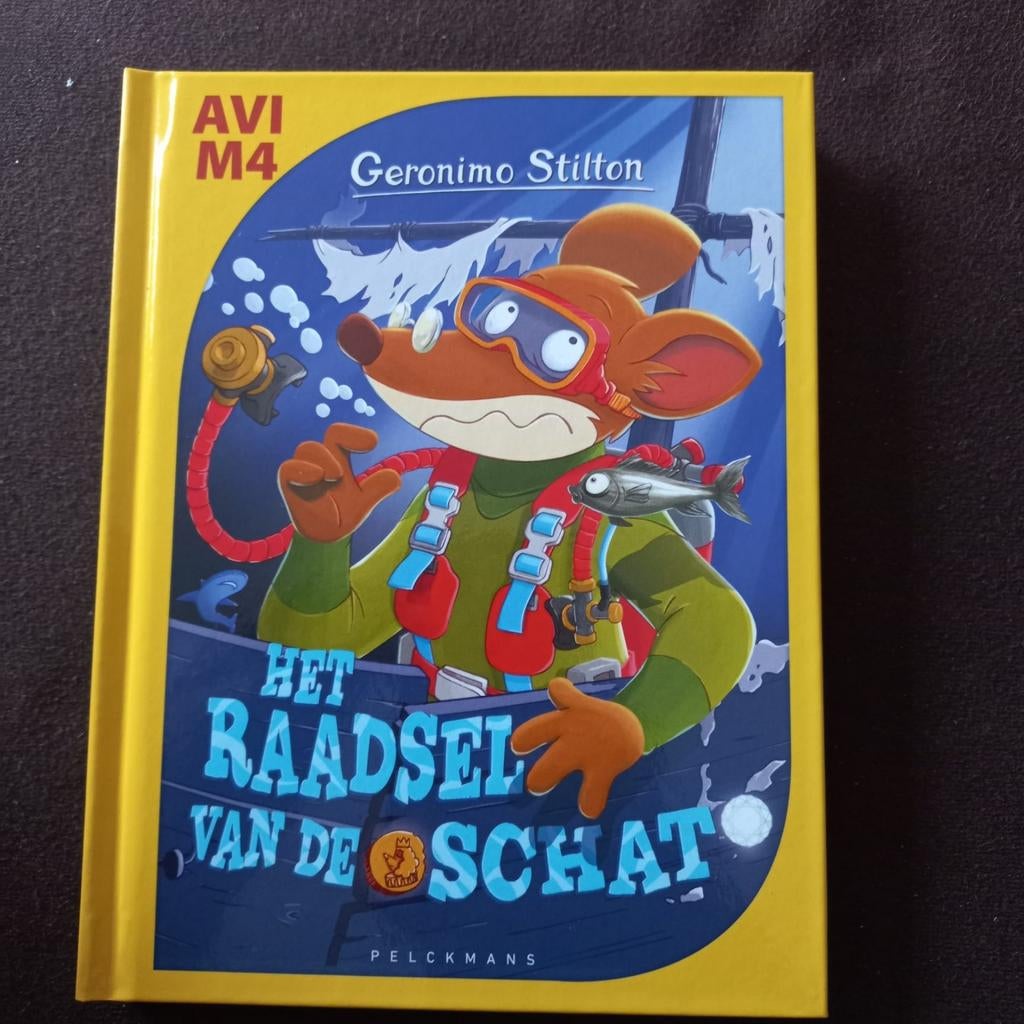 AVI
M4
Geronimo Stilton
HET
RAADSEL
VAN DE SCHAT
PELCKMANS